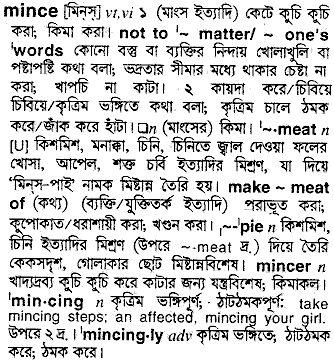 mince [মিন্‌স্] vt.vi ১ (মাংস ইত্যাদি) কেটে কুচি কুচি
করা; কিমা করা। not to '~ matter/ ~ one's
'words কোনো বস্তু বা ব্যক্তির নিন্দায় খোলাখুলি বা
পষ্টাপষ্টি কথা বলা; ভদ্রতার সীমার মধ্যে থাকার চেষ্টা না
করা; খাপচি না কাটা। ২ কায়দা করে/চিবিয়ে
চিবিয়ে/কৃত্রিম ভঙ্গিতে কথা বলা; কৃত্রিম চালে ঠমক
করে/জাঁক করে হাঁটা। □n (মাংসের) কিমা। '~·meat n
[U] কিশমিশ, মনাক্কা, চিনি, চিনিতে জ্বাল দেওয়া ফলের
খোসা, আপেল, শক্ত চর্বি ইত্যাদির মিশ্রণ, যা দিয়ে
'মিন্‌স-পাই' নামক মিষ্টান্ন তৈরি হয়। make ~ meat
of (কথ্য) (ব্যক্তি/যুক্তিতর্ক ইত্যাদি) পরাভূত করা;
কুপোকাত/ধরাশায়ী করা; খণ্ডন করা। ~-'pie n কিশমিশ,
চিনি ইত্যাদির মিশ্রণ (উপরে ~·meat দ্র.) দিয়ে তৈরি
কেকসদৃশ, গোলাকার ছোট মিষ্টান্নবিশেষ। mincer n
খাদ্যদ্রব্য কুচি কুচি করে কাটার জন্য যন্ত্রবিশেষ; কিমাকল।
'min·cing n কৃত্রিম ভঙ্গিপূর্ণ; ঠাটঠমকপূর্ণ: take
mincing steps; an affected, mincing your girl.
উপরে ২ দ্র.। 'mincing·ly adv কৃত্রিম ভঙ্গিতে; ঠাটঠমক
করে; ঠমক করে।